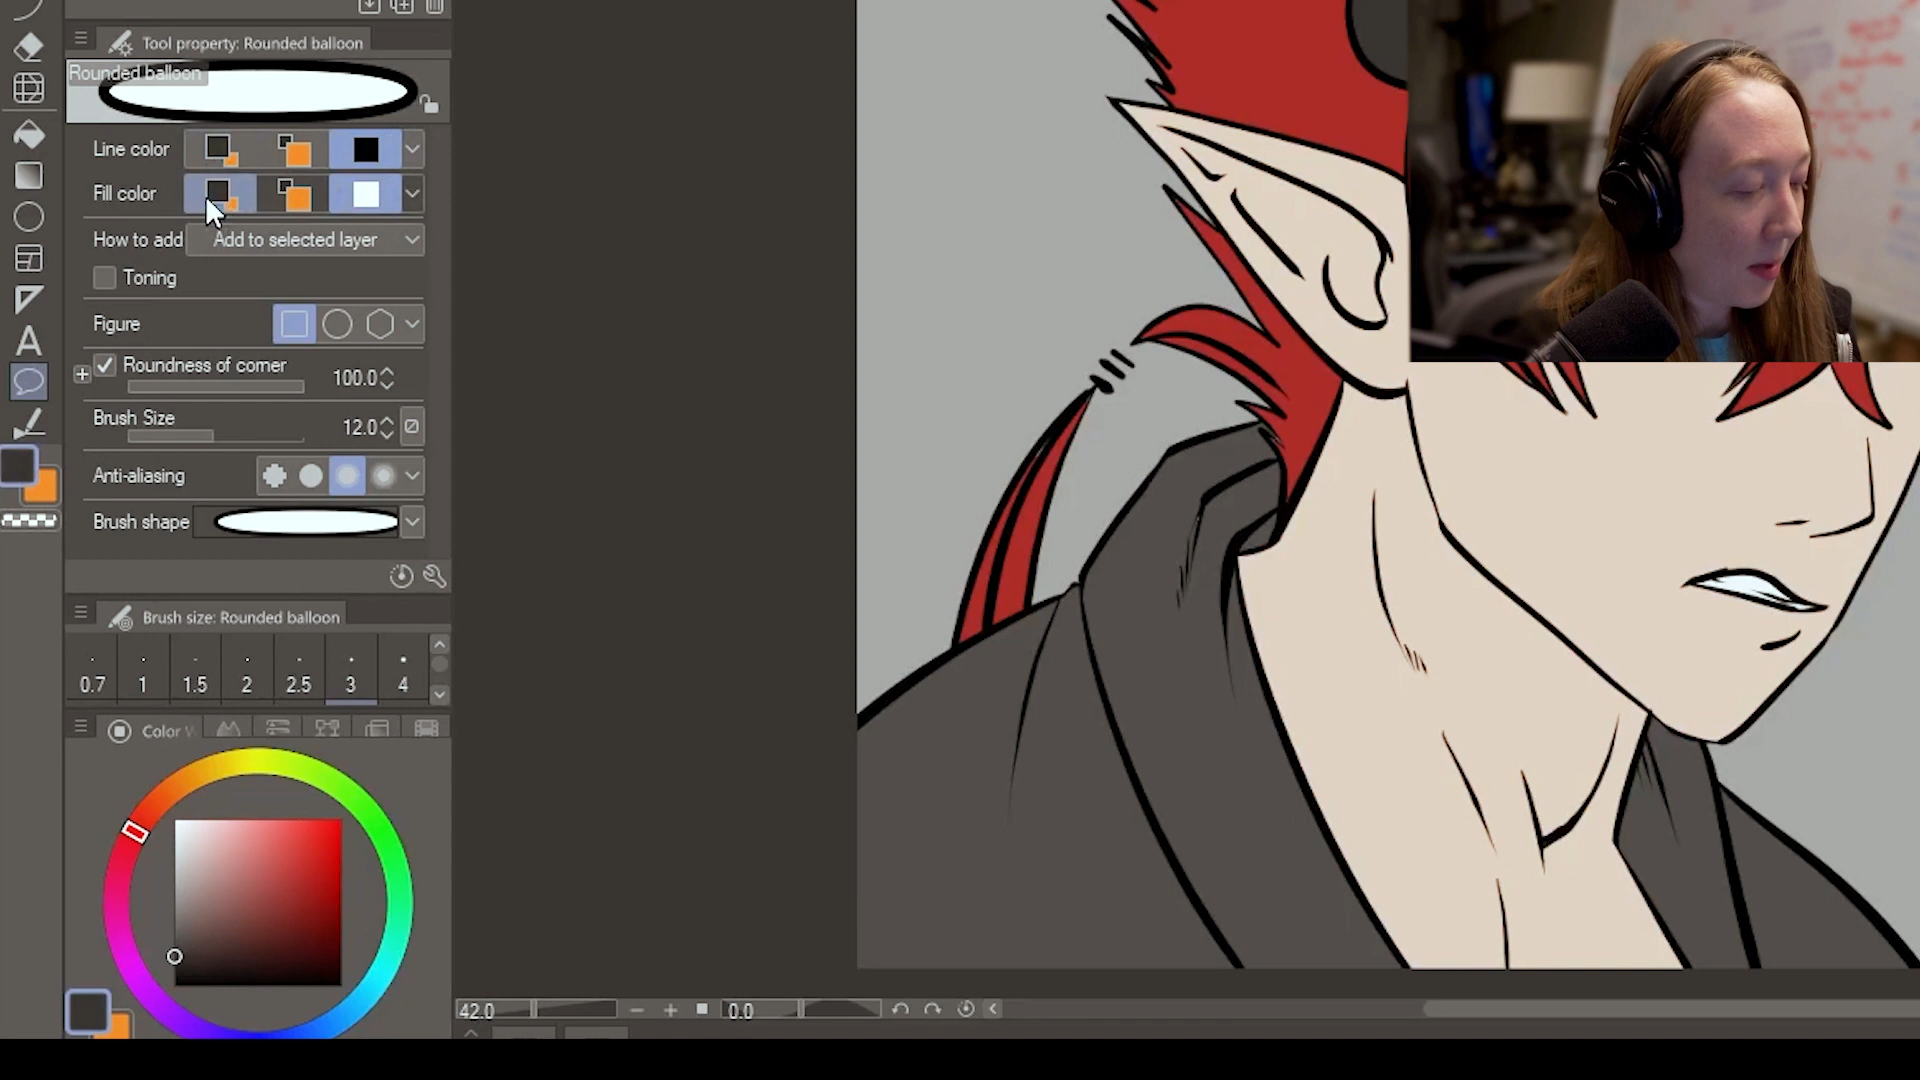 Tool property: Rounded balloon
Rounded balloon
Line color
Fill color
How to add Add to selected layer
Toning
Figure
Roundness of corner 100.0
Brush Size 12.0
Anti-aliasing
Brush shape
Brush size: Rounded balloon
0.7 1 1.5 2 2.5 3 4
Color W
42.0 0.0
SONY